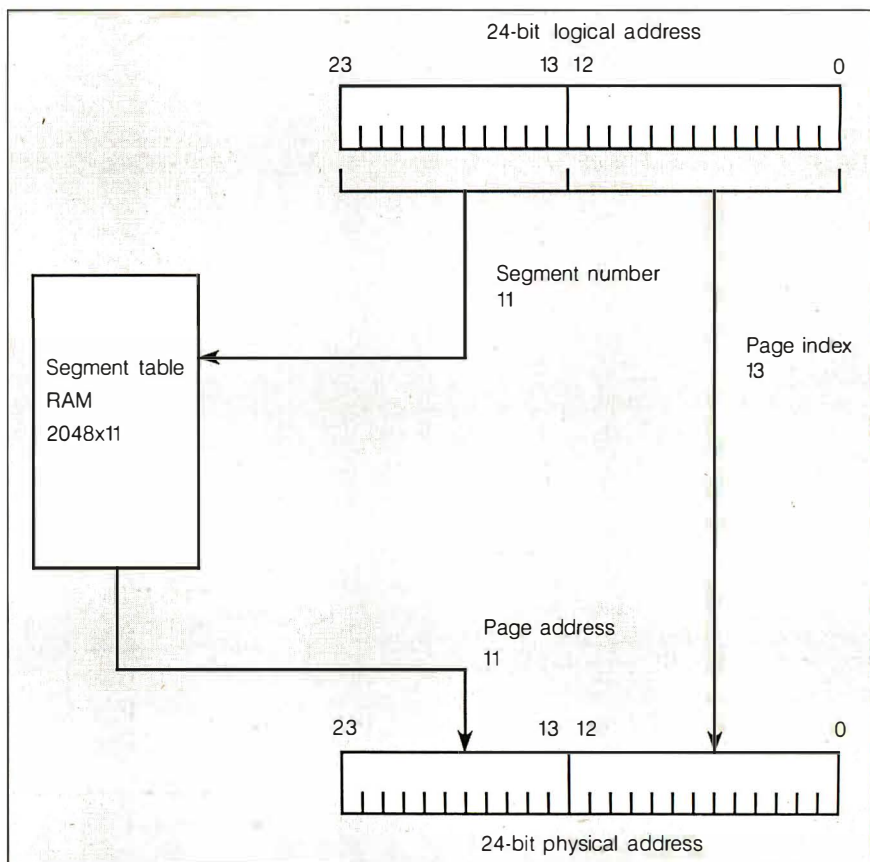 24-bit logical address
23 13 12 0
Segment number
11
Segment table
RAM
2048x11
Page index
13
Page address
11
23 13 12 0
24-bit physical address